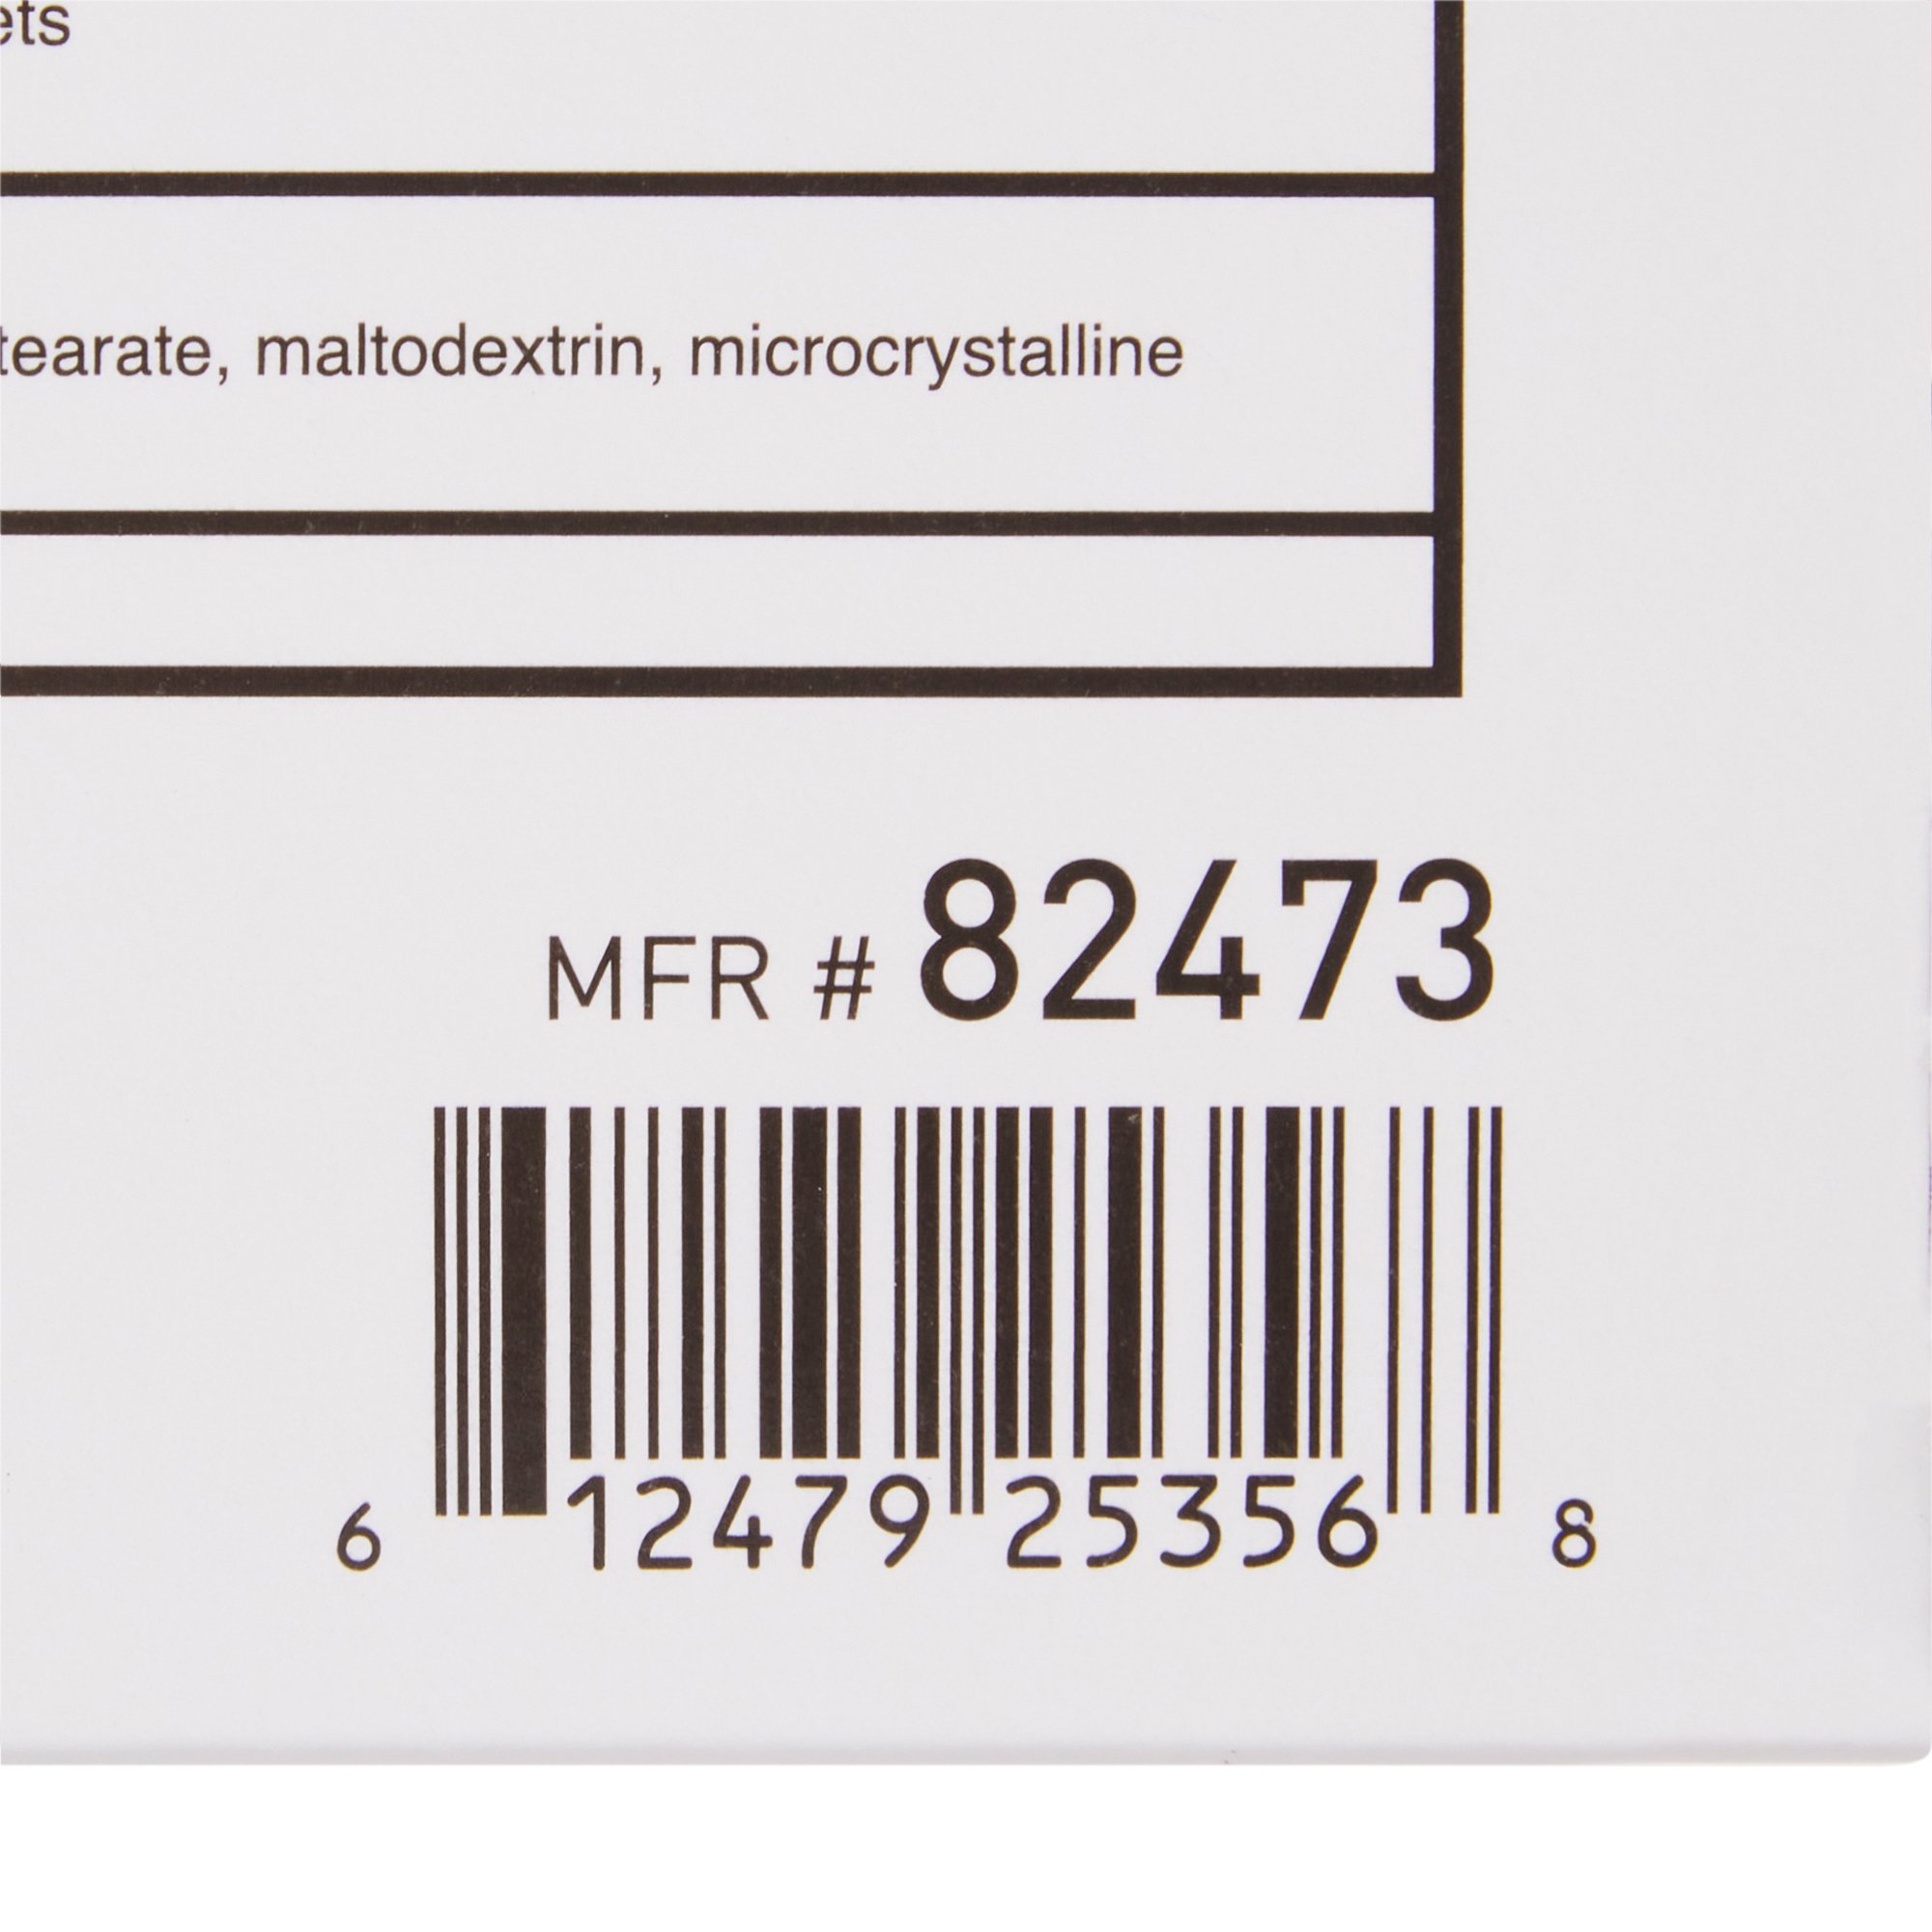 ets
tearate, maltodextrin, microcrystalline
MFR # 82473
6 12479 25356 8